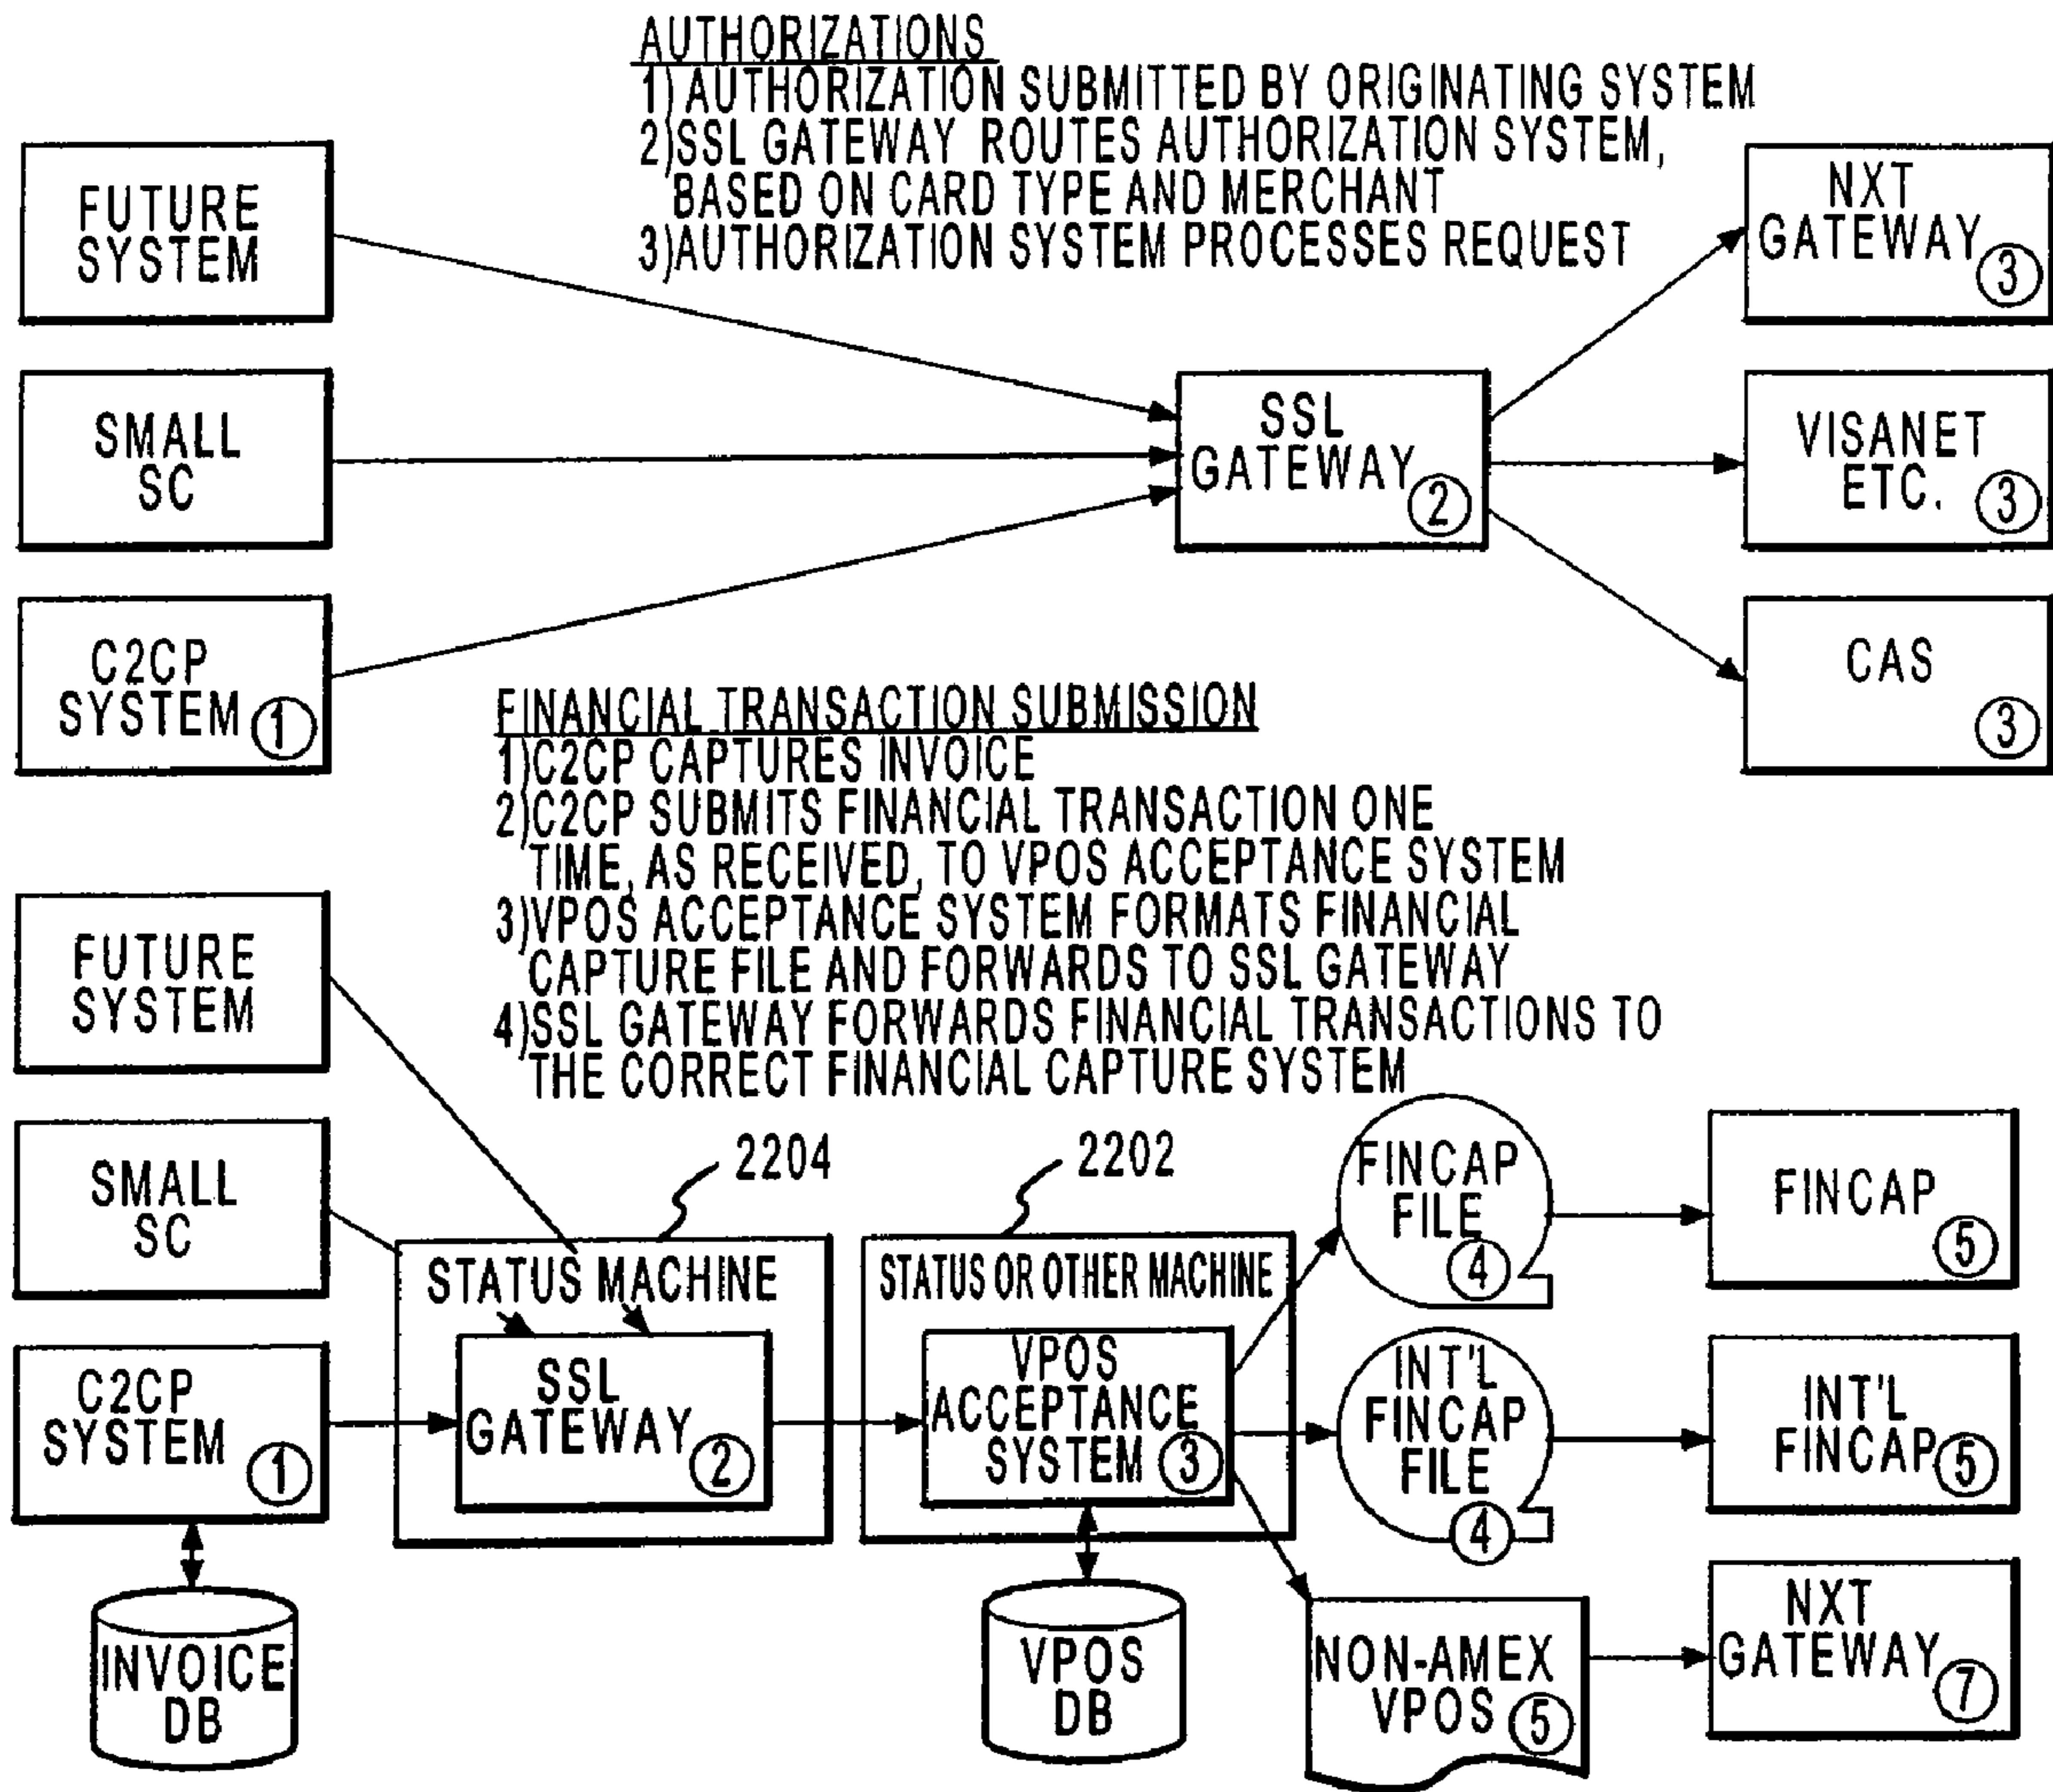 AUTHORIZATIONS
1) AUTHORIZATION SUBMITTED BY ORIGINATING SYSTEM
2)SSL GATEWAY ROUTES AUTHORIZATION SYSTEM,
BASED ON CARD TYPE AND MERCHANT
3)AUTHORIZATION SYSTEM PROCESSES REQUEST
FUTURE
SYSTEM
SMALL
SC
C2CP
SYSTEM 1
SSL
GATEWAY 2
NXT
GATEWAY 3
VISANET
ETC. 3
CAS
3
FINANCIAL TRANSACTION SUBMISSION
1)C2CP CAPTURES INVOICE
2)C2CP SUBMITS FINANCIAL TRANSACTION ONE
TIME, AS RECEIVED, TO VPOS ACCEPTANCE SYSTEM
3)VPOS ACCEPTANCE SYSTEM FORMATS FINANCIAL
CAPTURE FILE AND FORWARDS TO SSL GATEWAY
4)SSL GATEWAY FORWARDS FINANCIAL TRANSACTIONS TO
THE CORRECT FINANCIAL CAPTURE SYSTEM
FUTURE
SYSTEM
SMALL
SC
C2CP
SYSTEM 1
INVOICE
DB
2204
STATUS MACHINE
SSL
GATEWAY 2
2202
STATUS OR OTHER MACHINE
VPOS
ACCEPTANCE
SYSTEM 3
VPOS
DB
FINCAP
FILE
4
FINCAP
5
INT'L
FINCAP
FILE
4
INT'L
FINCAP 5
NON-AMEX
VPOS 5
NXT
GATEWAY 7